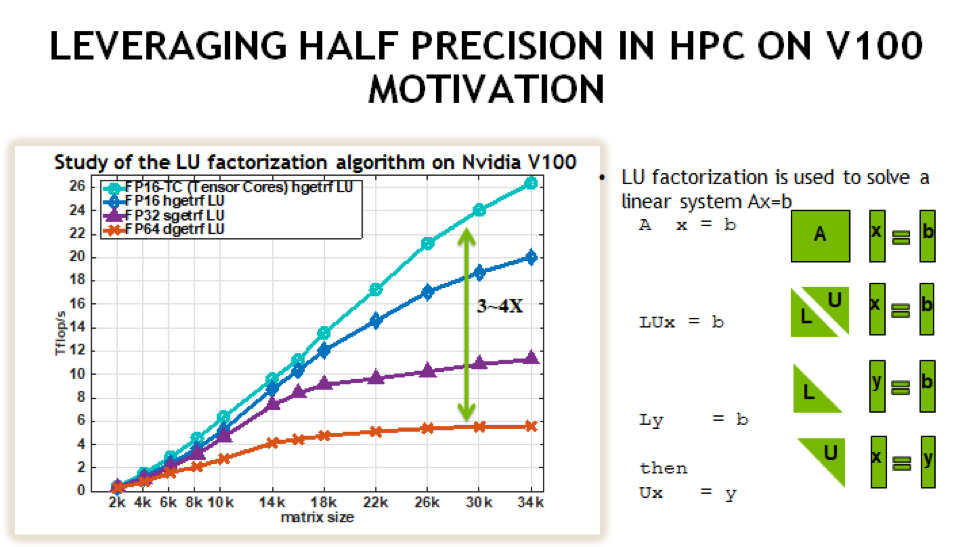 LEVERAGING HALF PRECISION IN HPC ON V100
MOTIVATION
Study of the LU factorization algorithm on Nvidia V100
FP16-TC (Tensor Cores) hgetrf LU
FP16 hgetrf LU
FP32 sgetrf LU
FP64 dgetrf LU
26
24
22
20
18
16
14
12
10
8
6
4
2
0
Tflop/s
3~4X
2k 4k 6k 8k 10k 14k 18k 22k 26k 30k 34k
matrix size
• LU factorization is used to solve a
linear system Ax=b
A x = b
A x = b
LUx = b
L U x = b
Ly = b
L y = b
then
Ux = y
U x = y